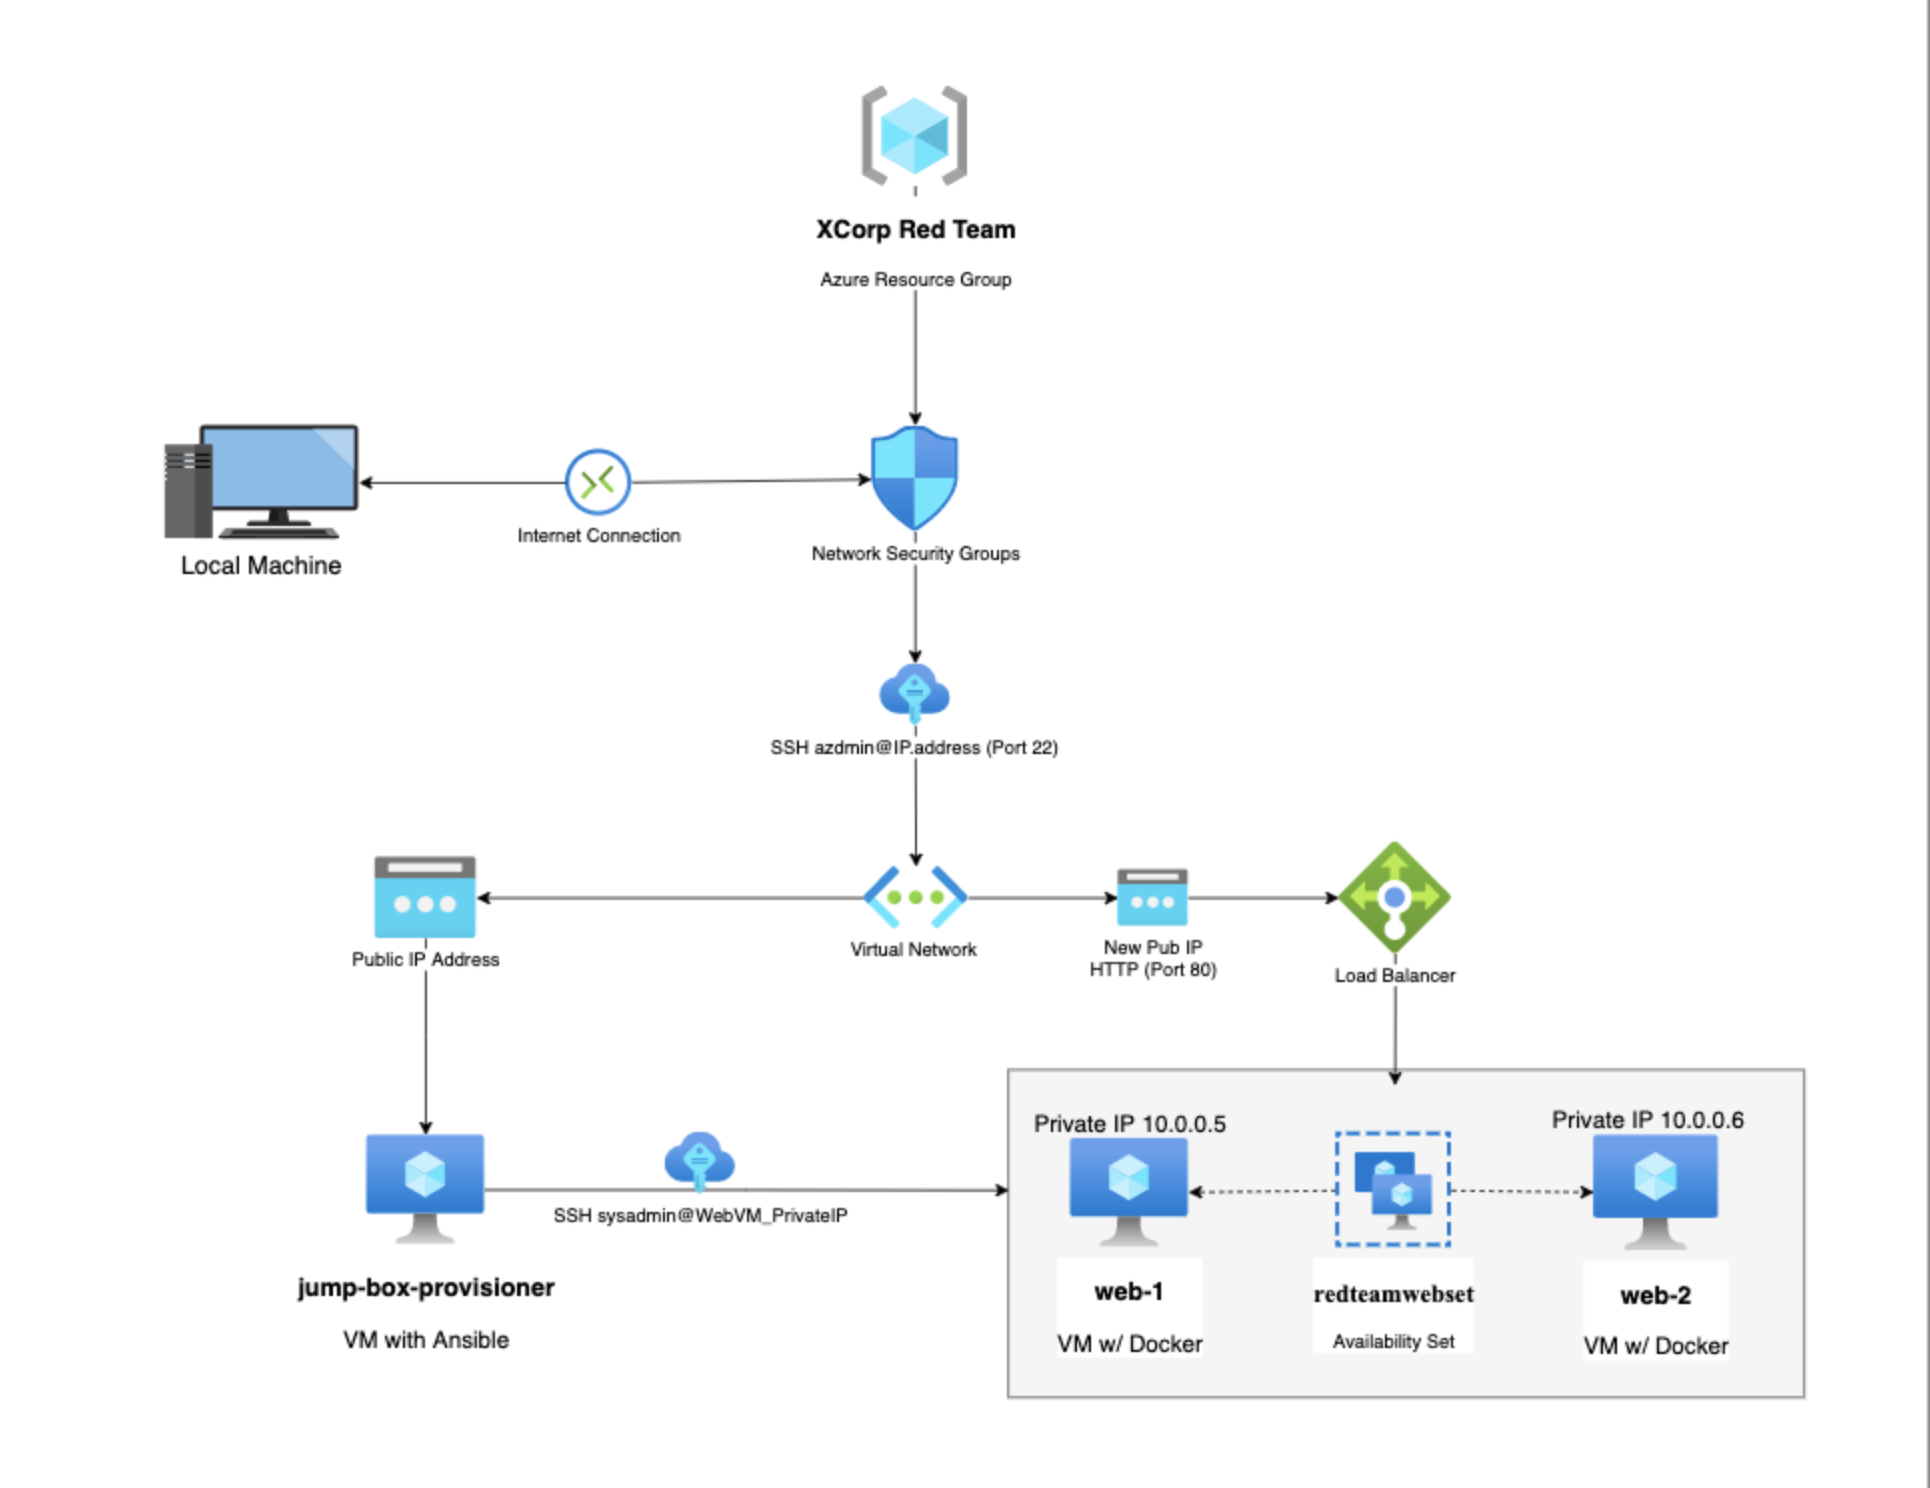 XCorp Red Team
Azure Resource Group
Local Machine
Internet Connection
Network Security Groups
SSH azdmin@IP.address (Port 22)
Public IP Address
Virtual Network
New Pub IP
HTTP (Port 80)
Load Balancer
SSH sysadmin@WebVM_PrivateIP
jump-box-provisioner
VM with Ansible
Private IP 10.0.0.5
Private IP 10.0.0.6
web-1
VM w/ Docker
redteamwebset
Availability Set
web-2
VM w/ Docker